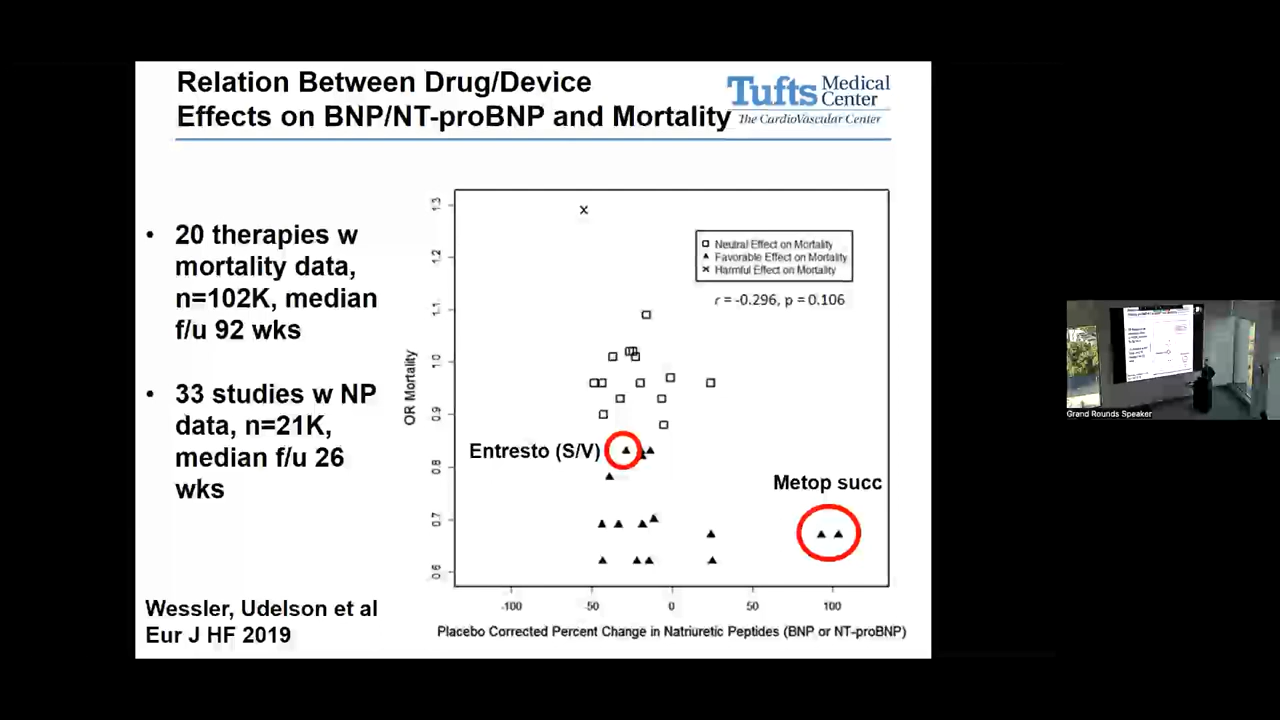 Relation Between Drug/Device
Effects on BNP/NT-proBNP and Mortality
Tufts Medical Center
The CardioVascular Center
• 20 therapies w
mortality data,
n=102K, median
f/u 92 wks
• 33 studies w NP
data, n=21K,
median f/u 26
wks
Wessler, Udelson et al
Eur J HF 2019
OR Mortality
1.3
1.2
1.1
1.0
0.9
0.8
0.7
0.6
Neutral Effect on Mortality
Favorable Effect on Mortality
Harmful Effect on Mortality
r = -0.296, p = 0.106
Entresto (S/V)
Metop succ
-100 -50 0 50 100
Placebo Corrected Percent Change in Natriuretic Peptides (BNP or NT-proBNP)
Grand Rounds Speaker